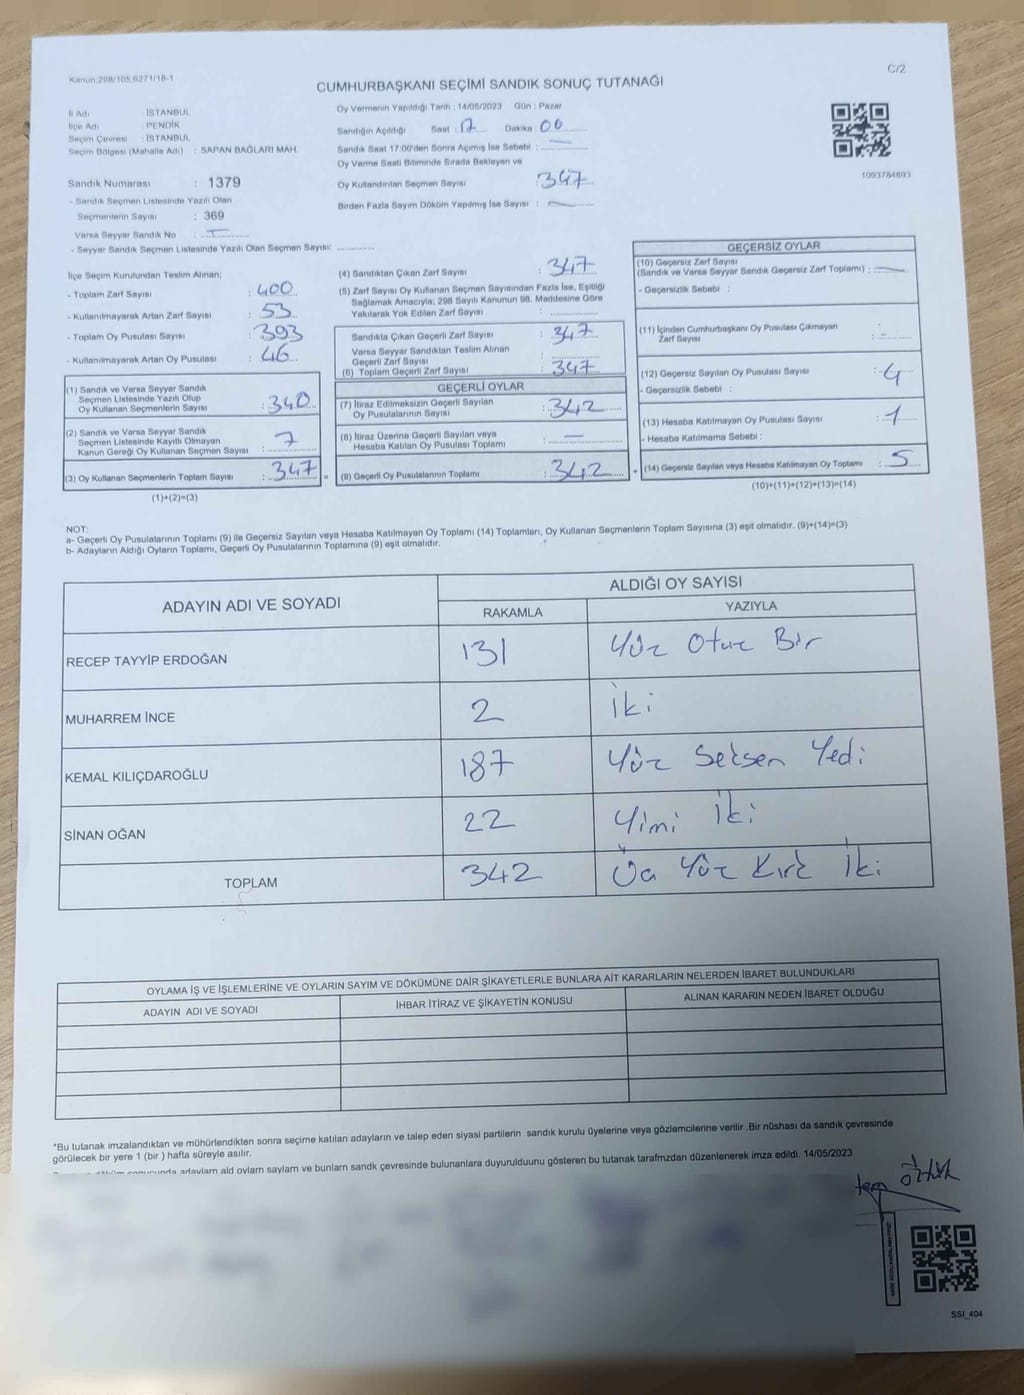 Kanun:298/105,6271/18-1
C/2
CUMHURBAŞKANI SEÇİMİ SANDIK SONUÇ TUTANAĞI
İl Adı : İSTANBUL
İlçe Adı : PENDİK
Seçim Çevresi : İSTANBUL
Seçim Bölgesi (Mahalle Adı) : SAPAN BAĞLARI MAH.
Sandık Numarası : 1379
- Sandık Seçmen Listesinde Yazılı Olan
Seçmenlerin Sayısı : 369
Varsa Seyyar Sandık No :
- Seyyar Sandık Seçmen Listesinde Yazılı Olan Seçmen Sayısı: ..............
Oy Vermenin Yapıldığı Tarih : 14/05/2023 Gün : Pazar
Sandığın Açıldığı Saat : 17 Dakika : 00
Sandık Saat 17:00'den Sonra Açımış İse Sebebi :
Oy Verme Saati Bitiminde Sırada Bekleyen ve
Oy Kullandırılan Seçmen Sayısı : 347
Birden Fazla Sayım Döküm Yapılmış İse Sayısı : —
1093784693
İlçe Seçim Kurulundan Teslim Alınan;
- Toplam Zarf Sayısı : 400
- Kullanılmayarak Artan Zarf Sayısı : 53
- Toplam Oy Pusulası Sayısı : 393
- Kullanılmayarak Artan Oy Pusulası : 46
(1) Sandık ve Varsa Seyyar Sandık
Seçmen Listesinde Yazılı Olup
Oy Kullanan Seçmenlerin Sayısı : 340
(2) Sandık ve Varsa Seyyar Sandık
Seçmen Listesinde Kayıtlı Olmayan
Kanun Gereği Oy Kullanan Seçmen Sayısı : 7
(3) Oy Kullanan Seçmenlerin Toplam Sayısı : 347 =
(1)+(2)=(3)
(4) Sandıktan Çıkan Zarf Sayısı : 347
(5) Zarf Sayısı Oy Kullanan Seçmen Sayısından Fazla İse, Eşitliği
Sağlamak Amacıyla; 298 Sayılı Kanunun 98. Maddesine Göre
Yakılarak Yok Edilen Zarf Sayısı :
Sandıkta Çıkan Geçerli Zarf Sayısı : 347
Varsa Seyyar Sandıktan Teslim Alınan
Geçerli Zarf Sayısı :
(6) Toplam Geçerli Zarf Sayısı : 347
GEÇERLİ OYLAR
(7) İtiraz Edilmeksizin Geçerli Sayılan
Oy Pusulalarının Sayısı : 342
(8) İtiraz Üzerine Geçerli Sayılan veya
Hesaba Katılan Oy Pusulası Toplamı : —
(9) Geçerli Oy Pusulalarının Toplamı : 342 +
GEÇERSİZ OYLAR
(10) Geçersiz Zarf Sayısı
(Sandık ve Varsa Seyyar Sandık Geçersiz Zarf Toplamı) : —
- Geçersizlik Sebebi :
(11) İçinden Cumhurbaşkanı Oy Pusulası Çıkmayan
Zarf Sayısı : -
(12) Geçersiz Sayılan Oy Pusulası Sayısı : 4
- Geçersizlik Sebebi :
(13) Hesaba Katılmayan Oy Pusulası Sayısı : 1
- Hesaba Katılmama Sebebi :
(14) Geçersiz Sayılan veya Hesaba Katılmayan Oy Toplamı : 5
(10)+(11)+(12)+(13)=(14)
NOT:
a- Geçerli Oy Pusulalarının Toplamı (9) ile Geçersiz Sayılan veya Hesaba Katılmayan Oy Toplamı (14) Toplamları, Oy Kullanan Seçmenlerin Toplam Sayısına (3) eşit olmalıdır. (9)+(14)=(3)
b- Adayların Aldığı Oyların Toplamı, Geçerli Oy Pusulalarının Toplamına (9) eşit olmalıdır.
ADAYIN ADI VE SOYADI
ALDIĞI OY SAYISI
RAKAMLA YAZIYLA
RECEP TAYYİP ERDOĞAN 131 Yüz Otuz Bir
MUHARREM İNCE 2 İki
KEMAL KILIÇDAROĞLU 187 Yüz Seksen Yedi
SİNAN OĞAN 22 Yimi İki
TOPLAM 342 Üç Yüz Kırk İki
OYLAMA İŞ VE İŞLEMLERİNE VE OYLARIN SAYIM VE DÖKÜMÜNE DAİR ŞİKAYETLERLE BUNLARA AİT KARARLARIN NELERDEN İBARET BULUNDUKLARI
ADAYIN ADI VE SOYADI İHBAR İTİRAZ VE ŞİKAYETİN KONUSU ALINAN KARARIN NEDEN İBARET OLDUĞU
*Bu tutanak imzalandıktan ve mühürlendikten sonra seçime katılan adayların ve talep eden siyasi partilerin sandık kurulu üyelerine veya gözlemcilerine verilir .Bir nüshası da sandık çevresinde
görülecek bir yere 1 (bir ) hafta süreyle asılır.
sonucunda adayların ald oyların sayların ve bunların sandk çevresinde bulunanlara duyurulduunu gösteren bu tutanak tarafmzdan düzenlenerek imza edildi. 14/05/2023
tem Öztürk
SSI_404